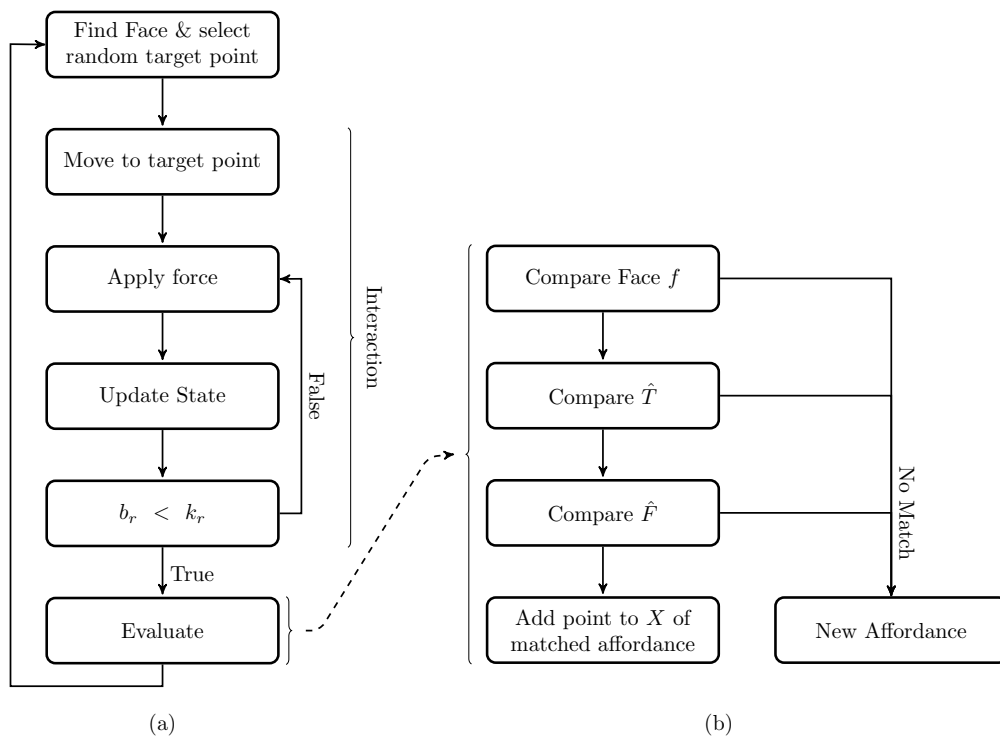 Find Face & select
random target point
Move to target point
Apply force
Update State
b_r < k_r
True
Evaluate
False
Interaction
(a)
Compare Face f
Compare T̂
Compare F̂
Add point to X of
matched affordance
No Match
New Affordance
(b)